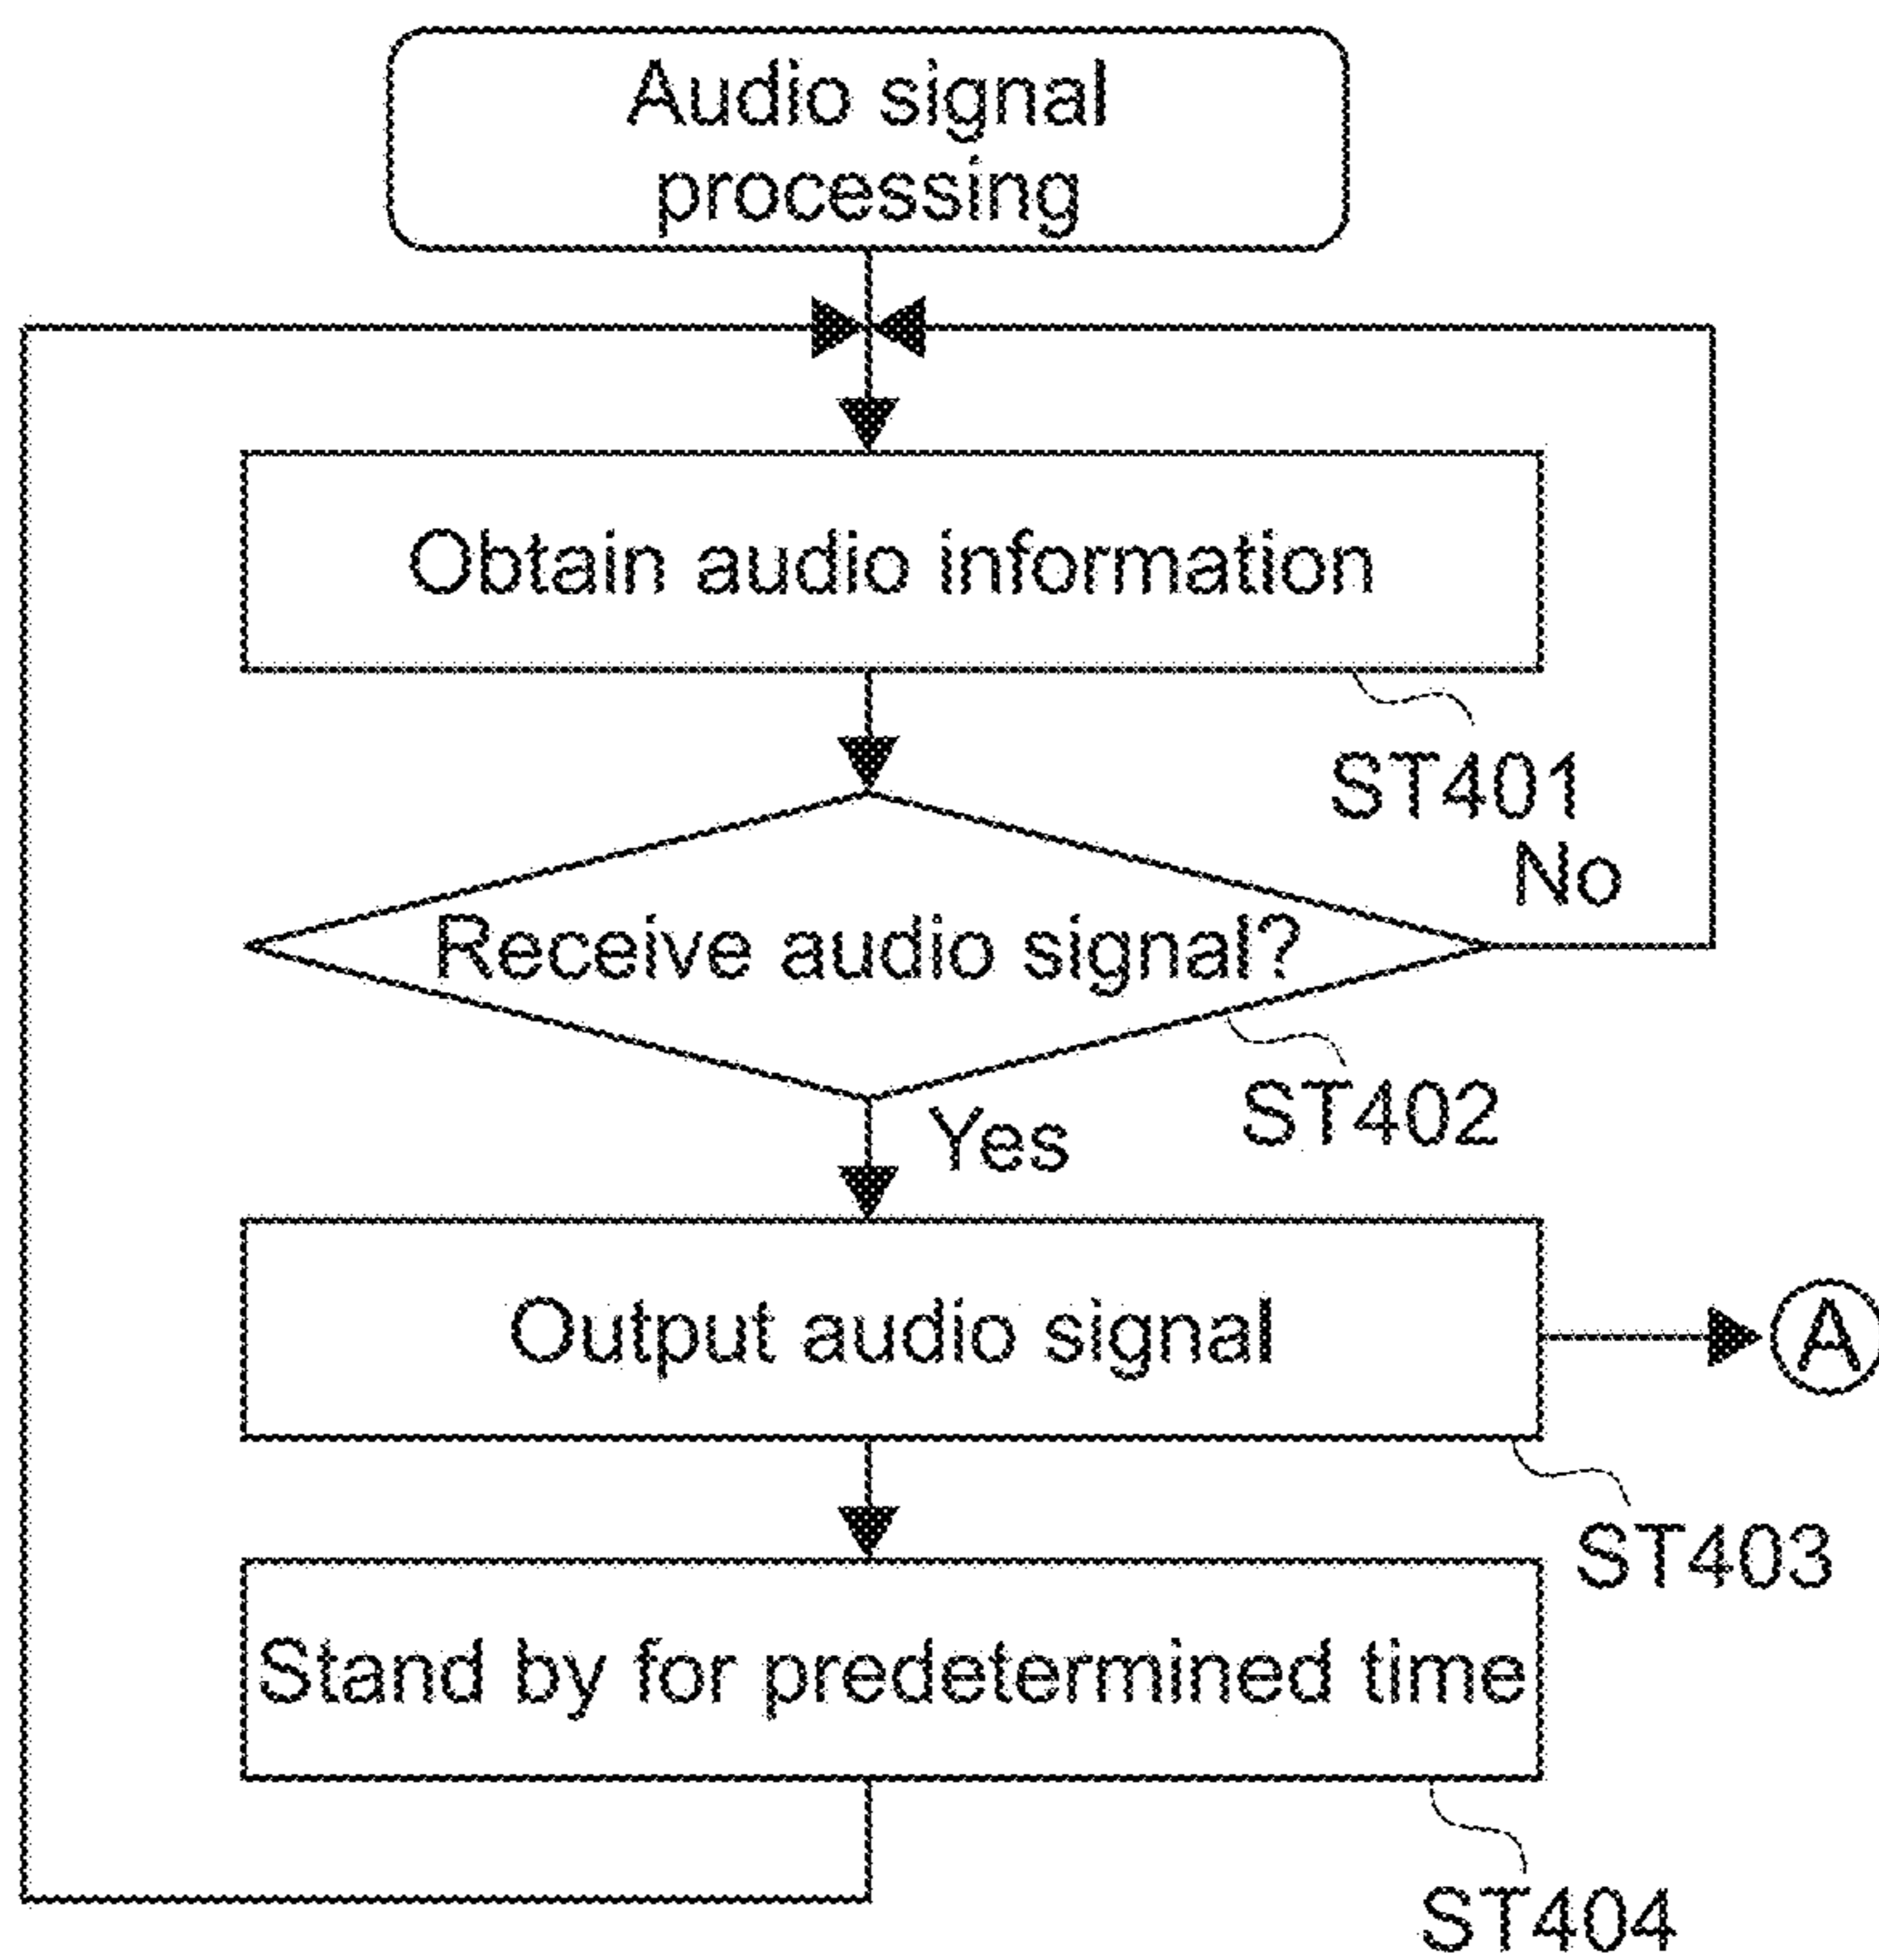 Audio signal
processing
Obtain audio information
ST401
No
Receive audio signal?
ST402
Yes
Output audio signal
A
ST403
Stand by for predetermined time
ST404